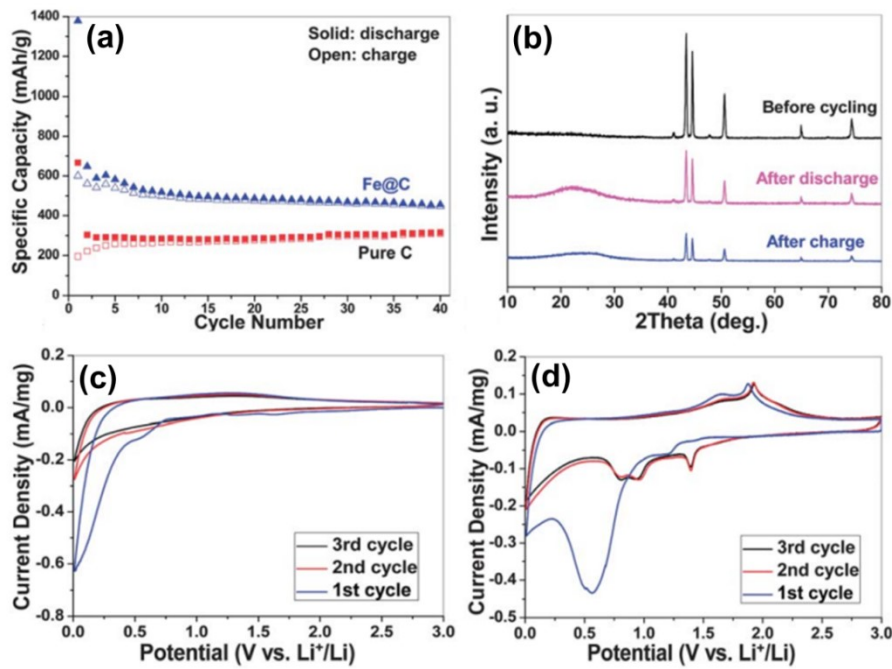 (a)
Solid: discharge
Open: charge
Fe@C
Pure C
1400
1200
1000
800
600
400
200
0
0 5 10 15 20 25 30 35 40
Cycle Number
Specific Capacity (mAh/g)
(b)
Before cycling
After discharge
After charge
10 20 30 40 50 60 70 80
2Theta (deg.)
Intensity (a. u.)
(c)
0.4
0.2
0.0
-0.2
-0.4
-0.6
-0.8
3rd cycle
2nd cycle
1st cycle
0.0 0.5 1.0 1.5 2.0 2.5 3.0
Potential (V vs. Li⁺/Li)
Current Density (mA/mg)
(d)
0.2
0.1
0.0
-0.1
-0.2
-0.3
-0.4
-0.5
3rd cycle
2nd cycle
1st cycle
0.0 0.5 1.0 1.5 2.0 2.5 3.0
Potential (V vs. Li⁺/Li)
Current Density (mA/mg)